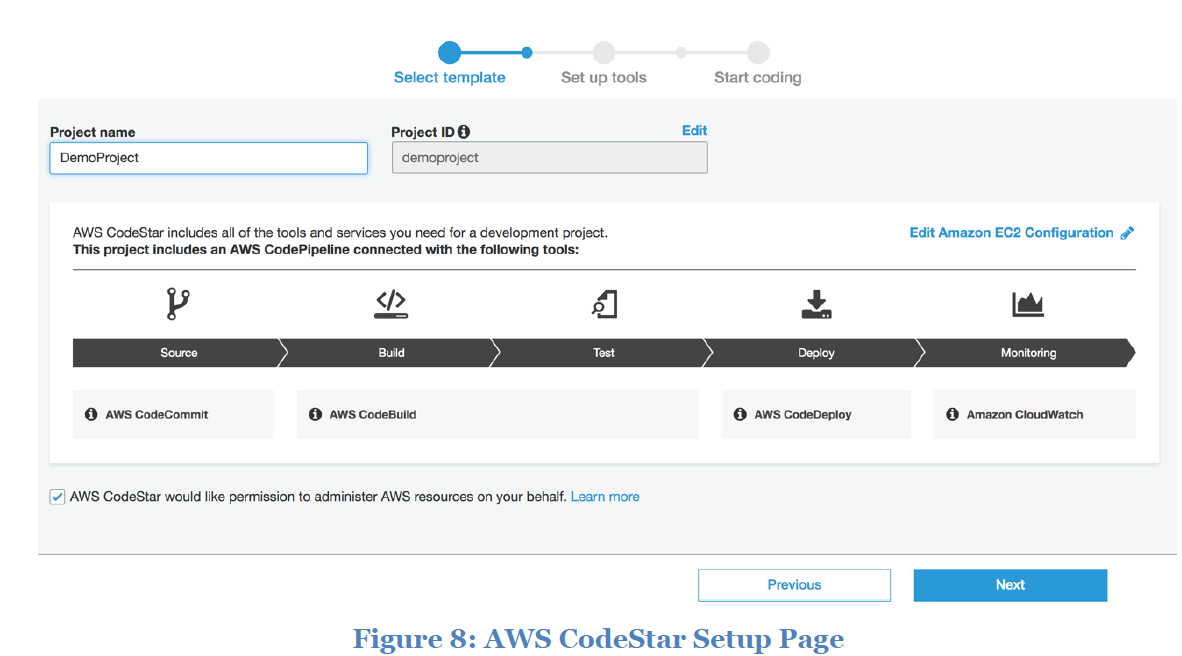 Select template
Set up tools
Start coding
Project name
Project ID
Edit
DemoProject
demoproject
AWS CodeStar includes all of the tools and services you need for a development project.
Edit Amazon EC2 Configuration
This project includes an AWS CodePipeline connected with the following tools:
Source
Build
Test
Deploy
Monitoring
AWS CodeCommit
AWS CodeBuild
AWS CodeDeploy
Amazon CloudWatch
AWS CodeStar would like permission to administer AWS resources on your behalf. Learn more
Previous
Next
Figure 8: AWS CodeStar Setup Page